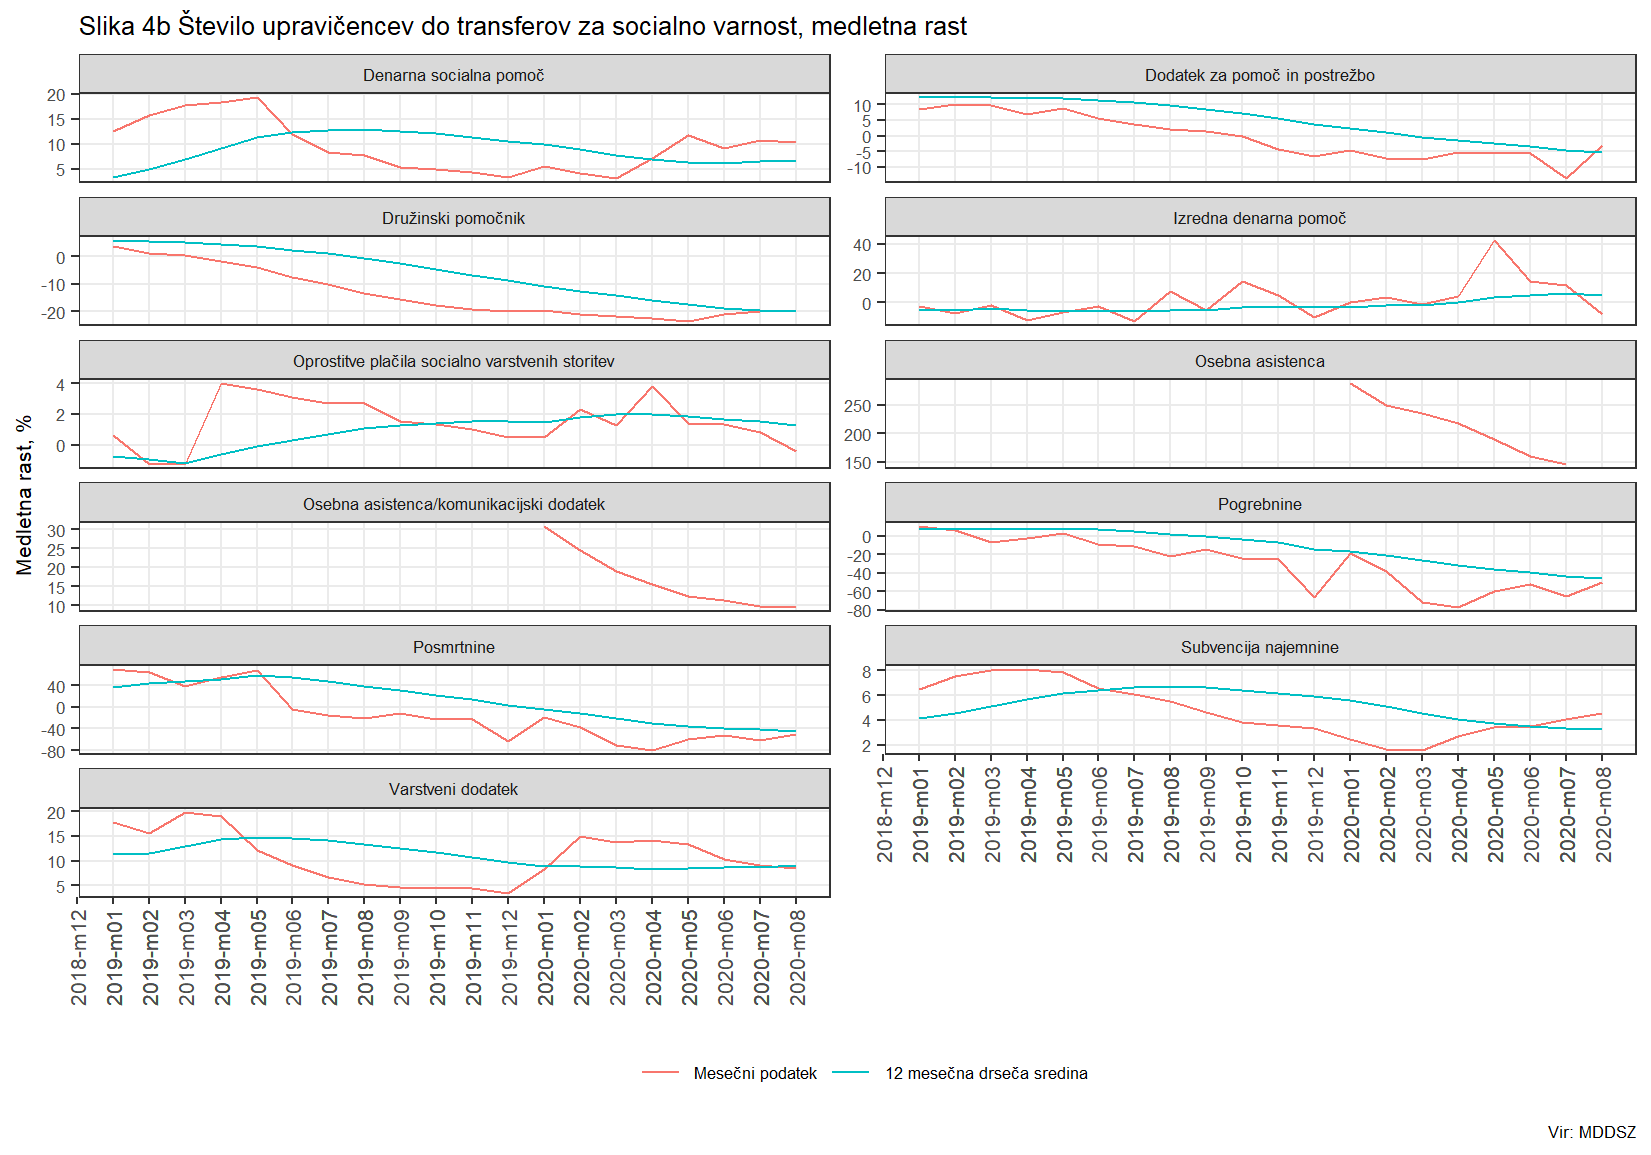 Slika 4b Število upravičencev do transferov za socialno varnost, medletna rast
Medletna rast, %
Denarna socialna pomoč
20
15
10
5
Dodatek za pomoč in postrežbo
10
5
0
-5
-10
Družinski pomočnik
0
-10
-20
Izredna denarna pomoč
40
20
0
Oprostitve plačila socialno varstvenih storitev
4
2
0
Osebna asistenca
250
200
150
Osebna asistenca/komunikacijski dodatek
30
25
20
15
10
Pogrebnine
0
-20
-40
-60
-80
Posmrtnine
40
0
-40
-80
Subvencija najemnine
8
6
4
2
2018-m12
2019-m01
2019-m02
2019-m03
2019-m04
2019-m05
2019-m06
2019-m07
2019-m08
2019-m09
2019-m10
2019-m11
2019-m12
2020-m01
2020-m02
2020-m03
2020-m04
2020-m05
2020-m06
2020-m07
2020-m08
Varstveni dodatek
20
15
10
5
2018-m12
2019-m01
2019-m02
2019-m03
2019-m04
2019-m05
2019-m06
2019-m07
2019-m08
2019-m09
2019-m10
2019-m11
2019-m12
2020-m01
2020-m02
2020-m03
2020-m04
2020-m05
2020-m06
2020-m07
2020-m08
Mesečni podatek
12 mesečna drseča sredina
Vir: MDDSZ